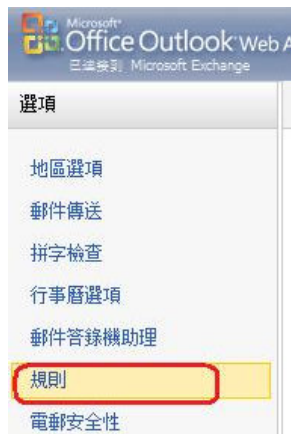 Microsoft®
Office Outlook Web A
已連接到 Microsoft Exchange
選項
地區選項
郵件傳送
拼字檢查
行事曆選項
郵件答錄機助理
規則
電郵安全性